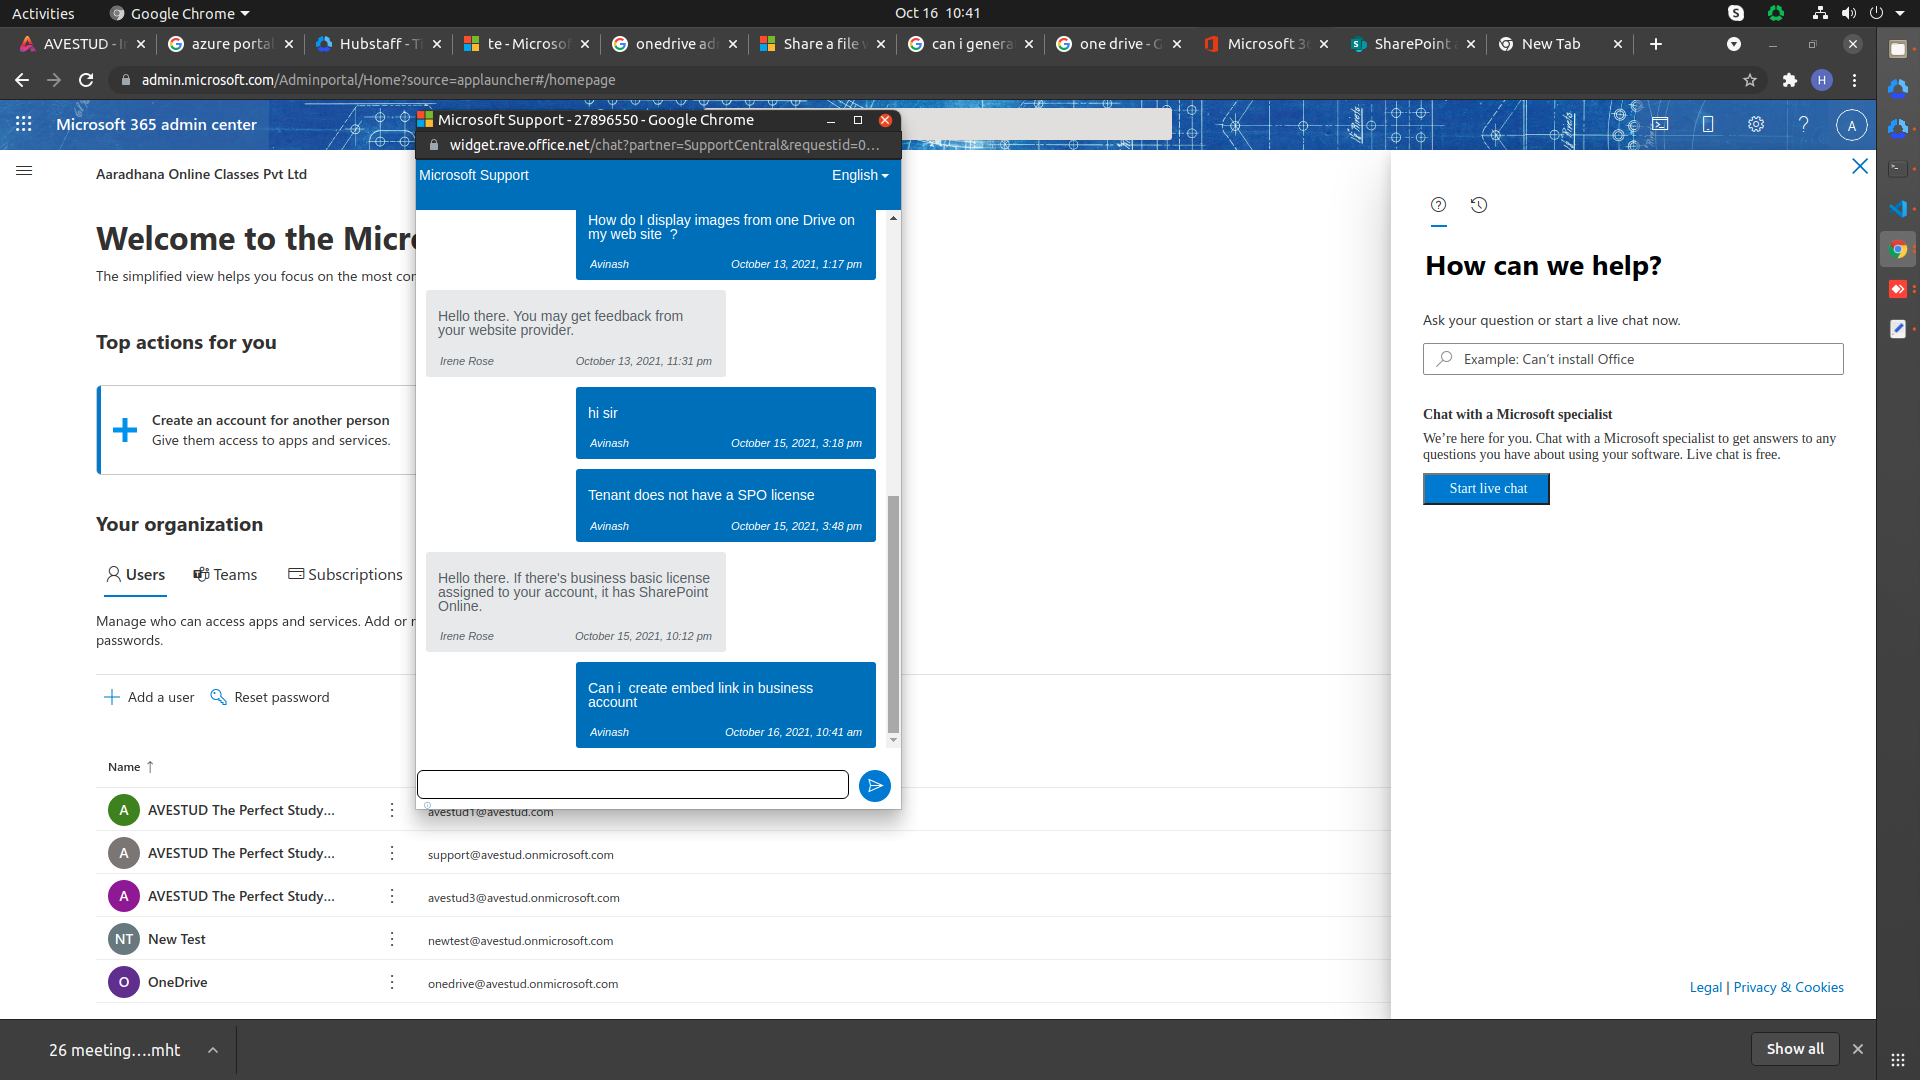 Activities
Google Chrome
Oct 16 10:41
AVESTUD - I
azure porta
Hubstaff - Ti
te - Microsof
onedrive ad
Share a file
can i genera
one drive - G
Microsoft 36
SharePoint a
New Tab
admin.microsoft.com/Adminportal/Home?source=applauncher#/homepage
H
Microsoft 365 admin center
A
Aaradhana Online Classes Pvt Ltd
Welcome to the Micr
The simplified view helps you focus on the most co
Top actions for you
Create an account for another person
Give them access to apps and services.
Your organization
Users
Teams
Subscriptions
Manage who can access apps and services. Add or r
passwords.
Add a user
Reset password
Name ↑
A
AVESTUD The Perfect Study...
avestud1@avestud.com
A
AVESTUD The Perfect Study...
support@avestud.onmicrosoft.com
A
AVESTUD The Perfect Study...
avestud3@avestud.onmicrosoft.com
NT
New Test
newtest@avestud.onmicrosoft.com
O
OneDrive
onedrive@avestud.onmicrosoft.com
Microsoft Support - 27896550 - Google Chrome
widget.rave.office.net/chat?partner=SupportCentral&requestid=0...
Microsoft Support
English
How do I display images from one Drive on
my web site ?
Avinash
October 13, 2021, 1:17 pm
Hello there. You may get feedback from
your website provider.
Irene Rose
October 13, 2021, 11:31 pm
hi sir
Avinash
October 15, 2021, 3:18 pm
Tenant does not have a SPO license
Avinash
October 15, 2021, 3:48 pm
Hello there. If there's business basic license
assigned to your account, it has SharePoint
Online.
Irene Rose
October 15, 2021, 10:12 pm
Can i create embed link in business
account
Avinash
October 16, 2021, 10:41 am
How can we help?
Ask your question or start a live chat now.
Example: Can't install Office
Chat with a Microsoft specialist
We're here for you. Chat with a Microsoft specialist to get answers to any
questions you have about using your software. Live chat is free.
Start live chat
Legal | Privacy & Cookies
26 meeting....mht
Show all